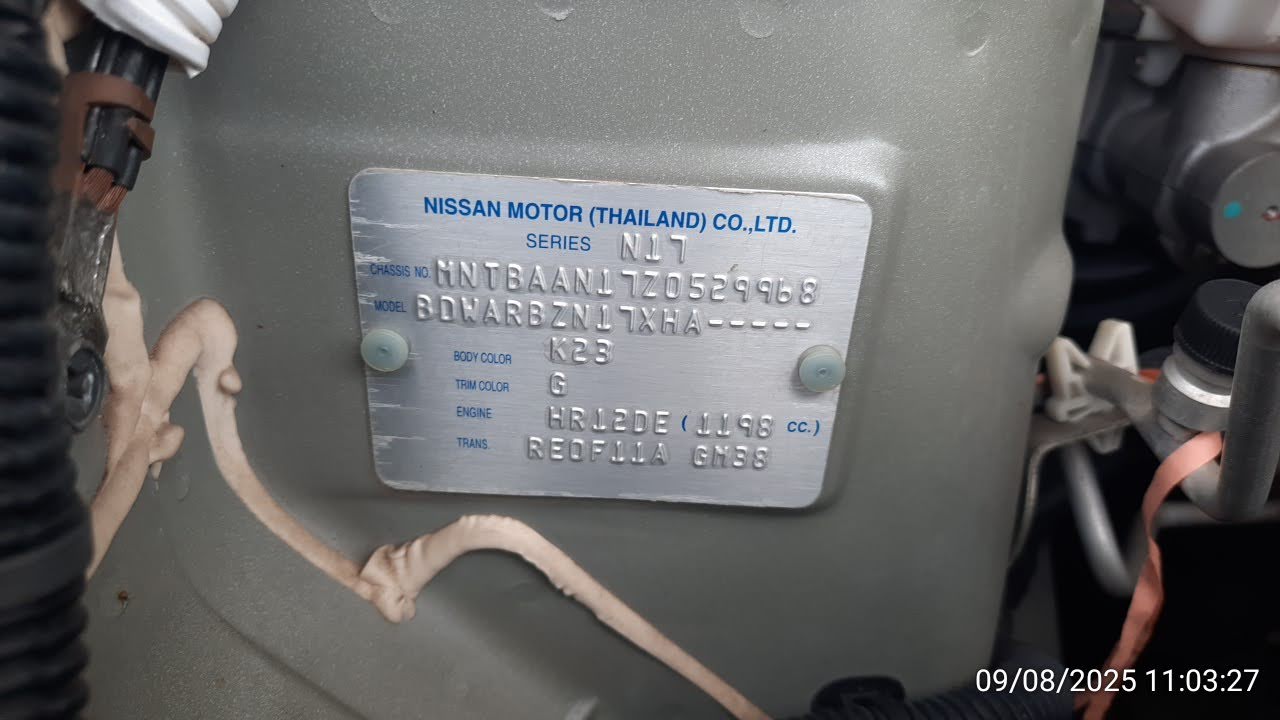 NISSAN MOTOR (THAILAND) CO.,LTD.
SERIES N17
CHASSIS NO. MNTBAAN17Z0529968
MODEL BDWARBZN17XHA-----
BODY COLOR K23
TRIM COLOR G
ENGINE HR12DE ( 1198 cc.)
TRANS. RE0F11A GM38
09/08/2025 11:03:27